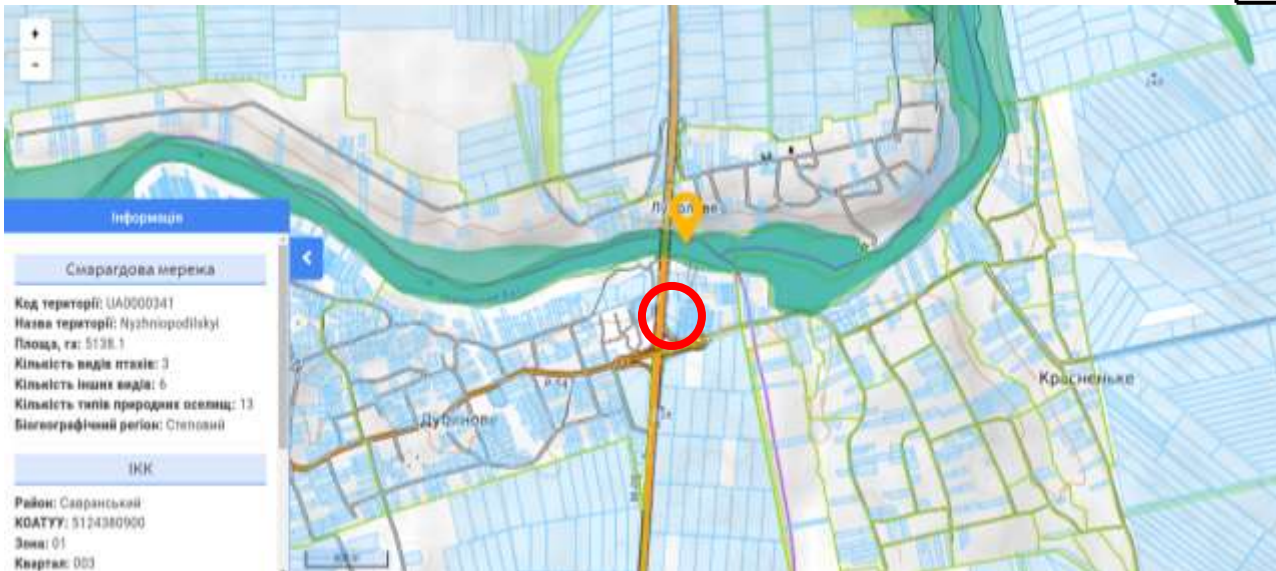 +
-
Інформація
Смарагдова мережа
Код території: UA0000341
Назва території: Nyzhniopodilskyi
Площа, га: 5138.1
Кількість видів птахів: 3
Кількість інших видів: 6
Кількість типів природних оселищ: 13
Біогеографічний регіон: Степовий
ІКК
Район: Савранський
КОАТУУ: 5124380900
Зона: 01
Квартал: 003
Дубинове
Красненьке